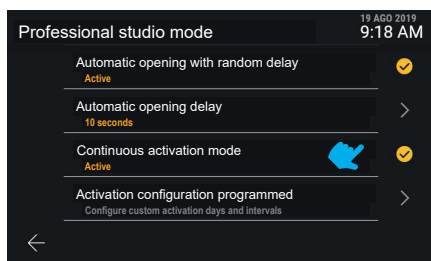 19 AGO 2019
Professional studio mode
9:18 AM
Automatic opening with random delay
Active
Automatic opening delay
10 seconds
Continuous activation mode
Active
Activation configuration programmed
Configure custom activation days and intervals